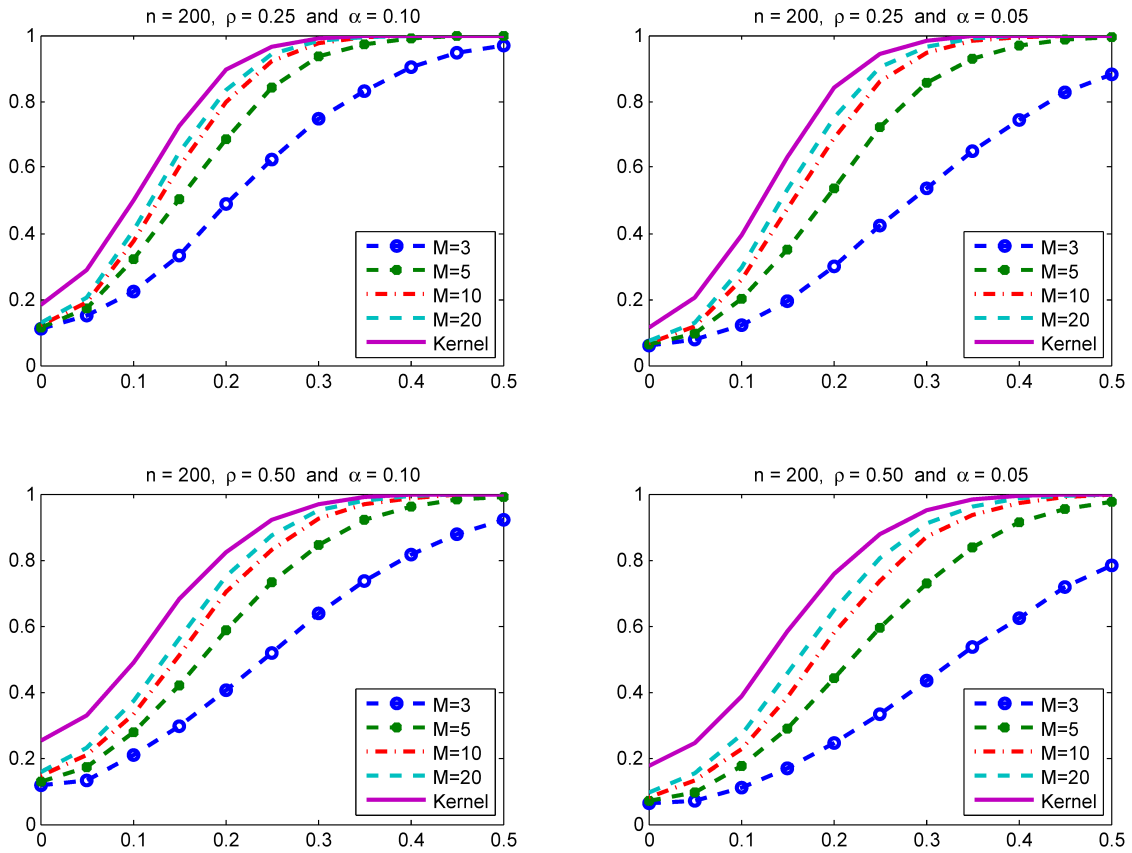 n = 200, ρ = 0.25 and α = 0.10
1
0.8
0.6
0.4
0.2
0
0 0.1 0.2 0.3 0.4 0.5
M=3
M=5
M=10
M=20
Kernel
n = 200, ρ = 0.25 and α = 0.05
1
0.8
0.6
0.4
0.2
0
0 0.1 0.2 0.3 0.4 0.5
M=3
M=5
M=10
M=20
Kernel
n = 200, ρ = 0.50 and α = 0.10
1
0.8
0.6
0.4
0.2
0
0 0.1 0.2 0.3 0.4 0.5
M=3
M=5
M=10
M=20
Kernel
n = 200, ρ = 0.50 and α = 0.05
1
0.8
0.6
0.4
0.2
0
0 0.1 0.2 0.3 0.4 0.5
M=3
M=5
M=10
M=20
Kernel